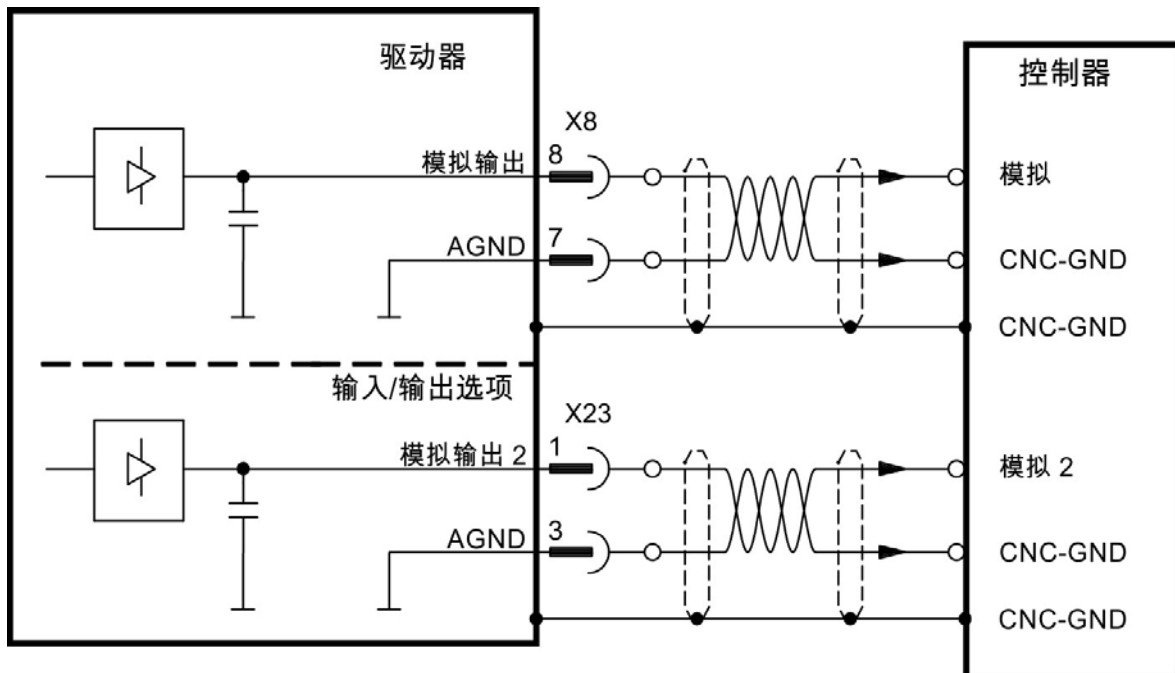 驱动器
控制器
X8
模拟输出
8
模拟
AGND
7
CNC-GND
CNC-GND
输入/输出选项
X23
模拟输出 2
1
模拟 2
AGND
3
CNC-GND
CNC-GND